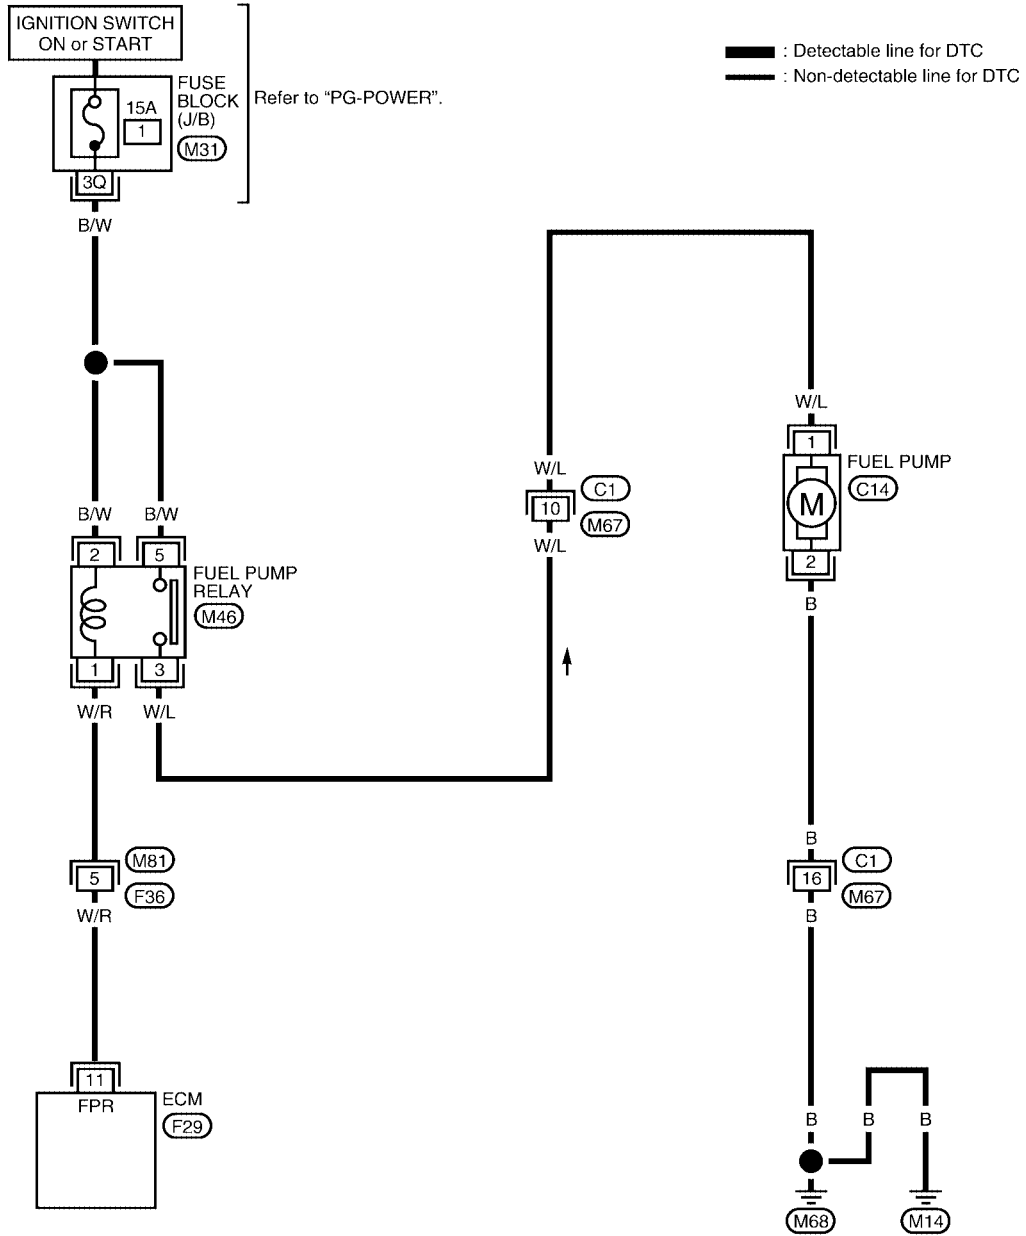 IGNITION SWITCH
ON or START
: Detectable line for DTC
: Non-detectable line for DTC
FUSE
BLOCK
(J/B)
Refer to “PG-POWER”.
15A
1
M31
3Q
B/W
W/L
B/W
B/W
W/L
C1
10
M67
W/L
1
FUEL PUMP
C14
M
2
B
2
5
FUEL PUMP
RELAY
M46
1
3
W/R
W/L
M81
5
F36
W/R
B
C1
16
M67
B
11
FPR
ECM
F29
B
B
B
M68
M14